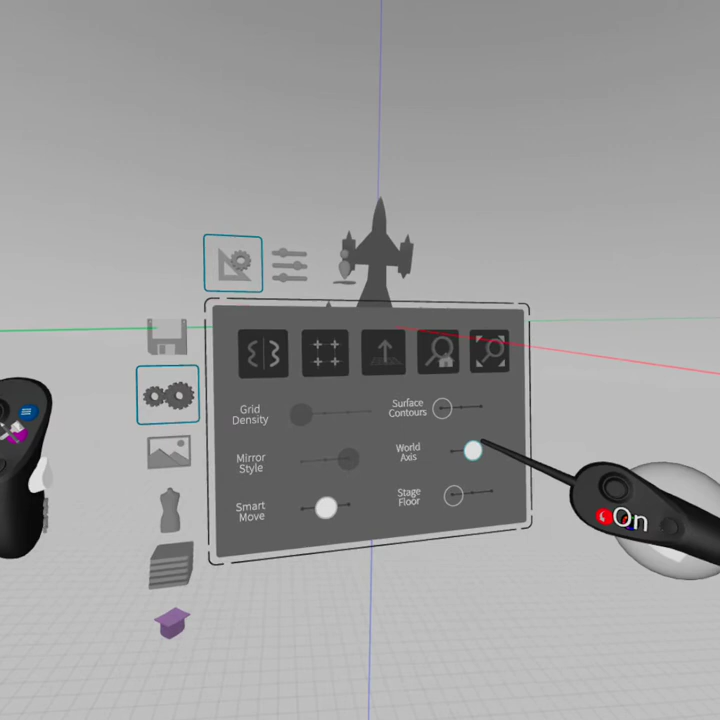 Grid
Density
Surface
Contours
Mirror
Style
World
Axis
Smart
Move
Stage
Floor
On